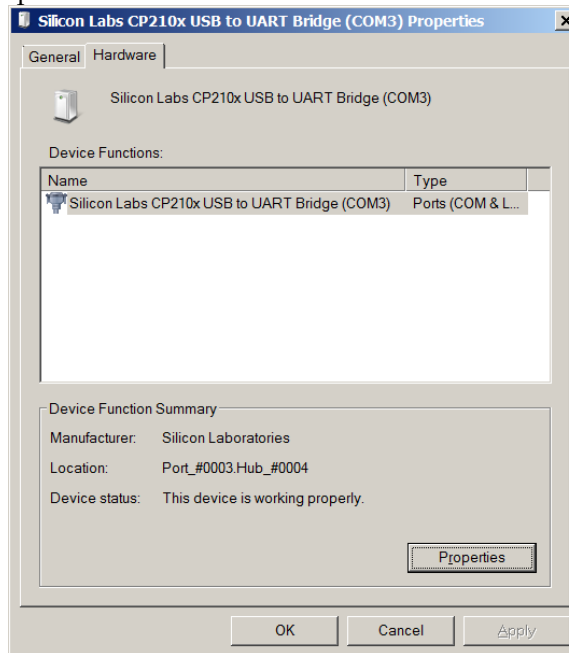 Silicon Labs CP210x USB to UART Bridge (COM3) Properties
General Hardware
Silicon Labs CP210x USB to UART Bridge (COM3)
Device Functions:
Name Type
Silicon Labs CP210x USB to UART Bridge (COM3) Ports (COM & L...
Device Function Summary
Manufacturer: Silicon Laboratories
Location: Port_#0003.Hub_#0004
Device status: This device is working properly.
Properties
OK Cancel Apply